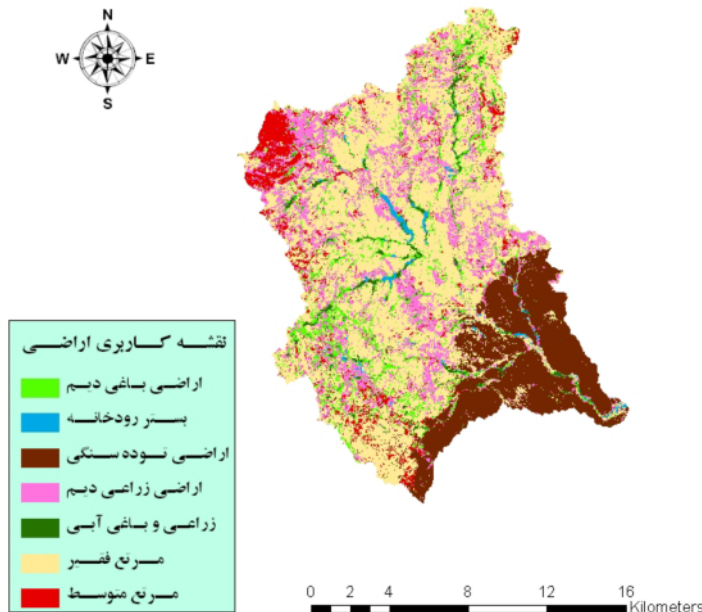 N
W E
S
نقشه کاربری اراضی
اراضی باغی دیم
بستر رودخانه
اراضی توده سنگی
اراضی زراعی دیم
زراعی و باغی آبی
مرتع فقیر
مرتع متوسط
0 2 4 8 12 16
Kilometers